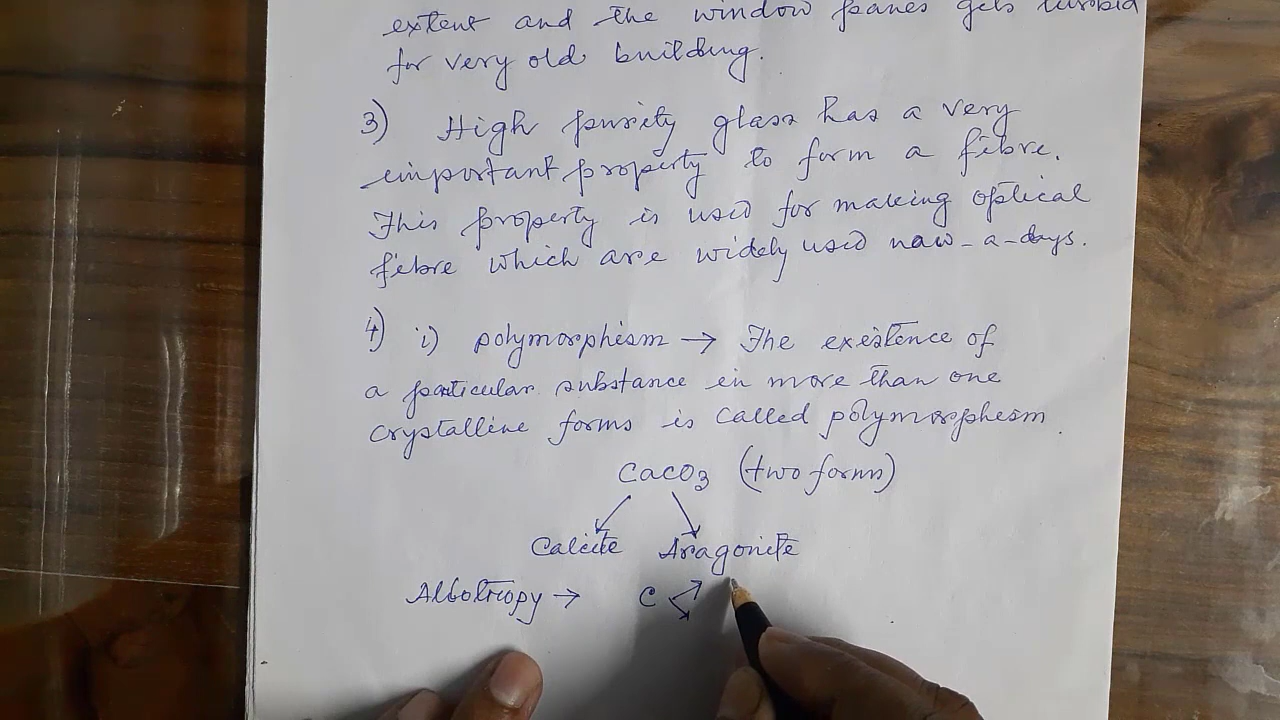 extent and the window panes gets turbid
for very old building.
3) High purity glass has a very
important property to form a fibre.
This property is used for making optical
fibre which are widely used now-a-days.
4) i) polymorphism → The existence of
a particular substance in more than one
crystalline forms is called polymorphism.
CaCO₃ (two forms)
Calcite Aragonite
Allotropy → C